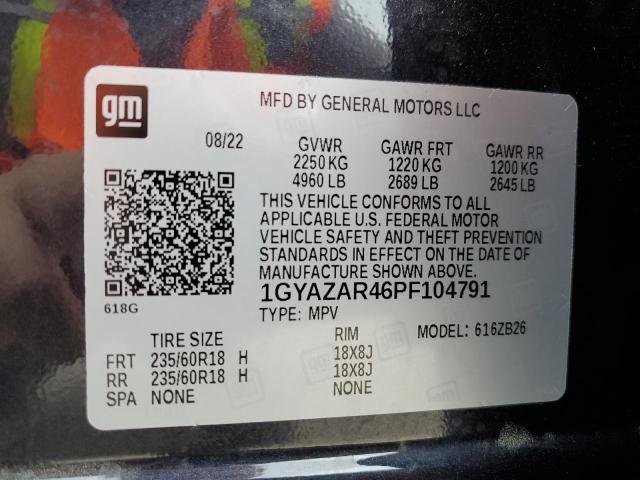 gm
MFD BY GENERAL MOTORS LLC
08/22
GVWR GAWR FRT GAWR RR
2250 KG 1220 KG 1200 KG
4960 LB 2689 LB 2645 LB
THIS VEHICLE CONFORMS TO ALL
APPLICABLE U.S. FEDERAL MOTOR
VEHICLE SAFETY AND THEFT PREVENTION
STANDARDS IN EFFECT ON THE DATE OF
MANUFACTURE SHOWN ABOVE.
1GYAZAR46PF104791
618G
TYPE: MPV MODEL: 616ZB26
TIRE SIZE RIM
FRT 235/60R18 H 18X8J
RR 235/60R18 H 18X8J
SPA NONE NONE